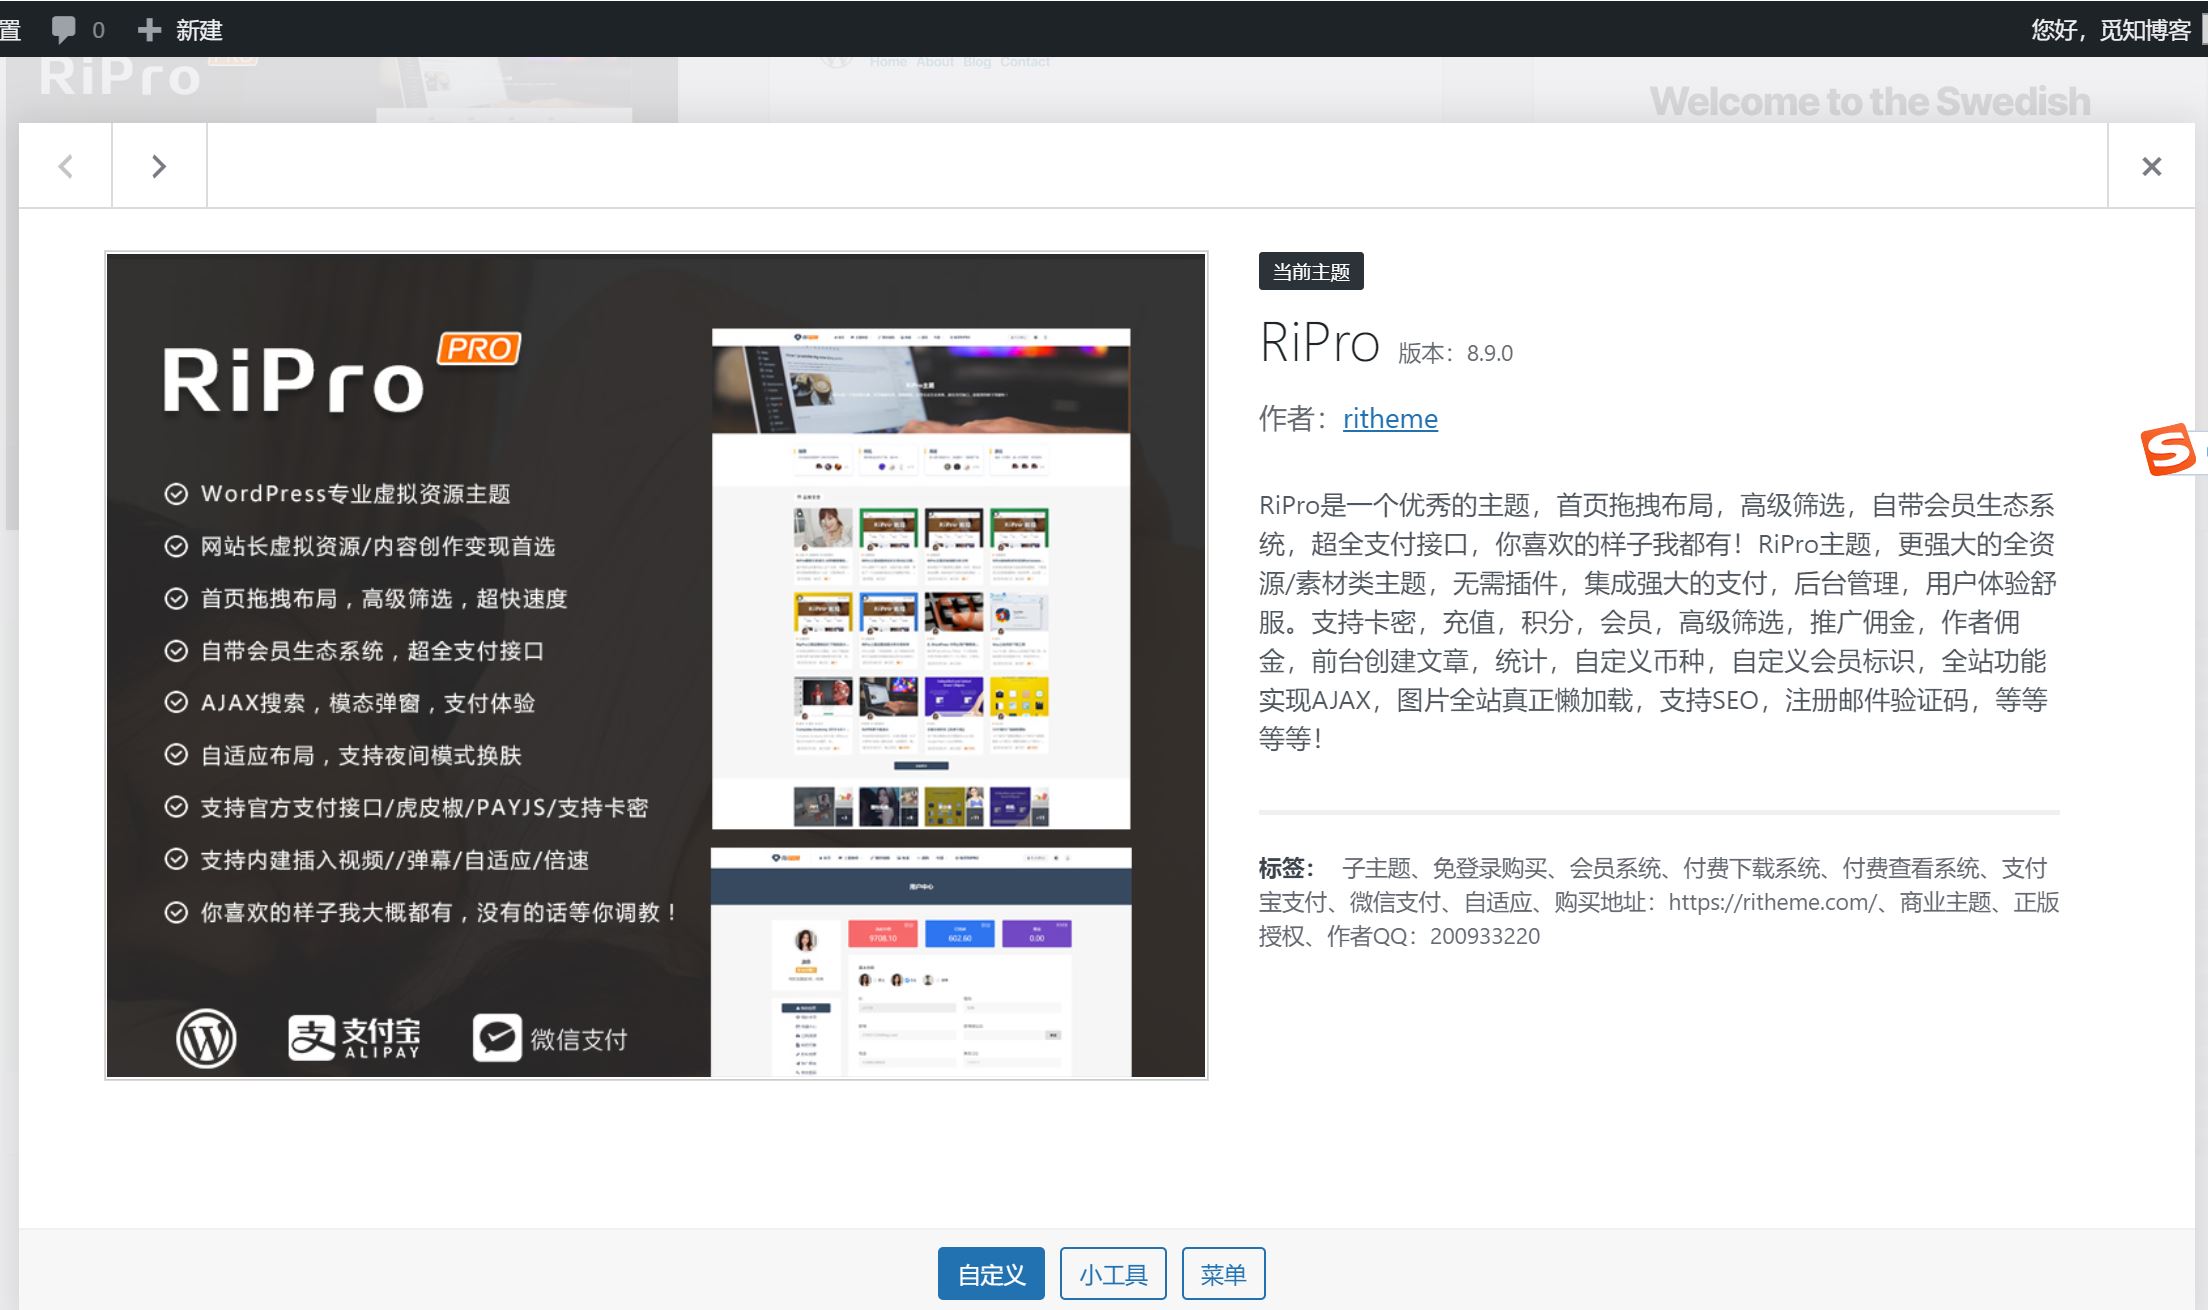 置 0 新建 您好，觅知博客
RiPro
Home About Blog Contact
Welcome to the Swedish
当前主题
RiPro 版本：8.9.0
作者：ritheme
RiPro是一个优秀的主题，首页拖拽布局，高级筛选，自带会员生态系
统，超全支付接口，你喜欢的样子我都有！RiPro主题，更强大的全资
源/素材类主题，无需插件，集成强大的支付，后台管理，用户体验舒
服。支持卡密，充值，积分，会员，高级筛选，推广佣金，作者佣
金，前台创建文章，统计，自定义币种，自定义会员标识，全站功能
实现AJAX，图片全站真正懒加载，支持SEO，注册邮件验证码，等等
等等！
标签： 子主题、免登录购买、会员系统、付费下载系统、付费查看系统、支付
宝支付、微信支付、自适应、购买地址：https://ritheme.com/、商业主题、正版
授权、作者QQ：200933220
RiPro PRO
WordPress专业虚拟资源主题
网站长虚拟资源/内容创作变现首选
首页拖拽布局，高级筛选，超快速度
自带会员生态系统，超全支付接口
AJAX搜索，模态弹窗，支付体验
自适应布局，支持夜间模式换肤
支持官方支付接口/虎皮椒/PAYJS/支持卡密
支持内建插入视频//弹幕/自适应/倍速
你喜欢的样子我大概都有，没有的话等你调教！
支付宝
ALIPAY
微信支付
RiPro主题
用户中心
9708.10 602.60 0.00
自定义 小工具 菜单